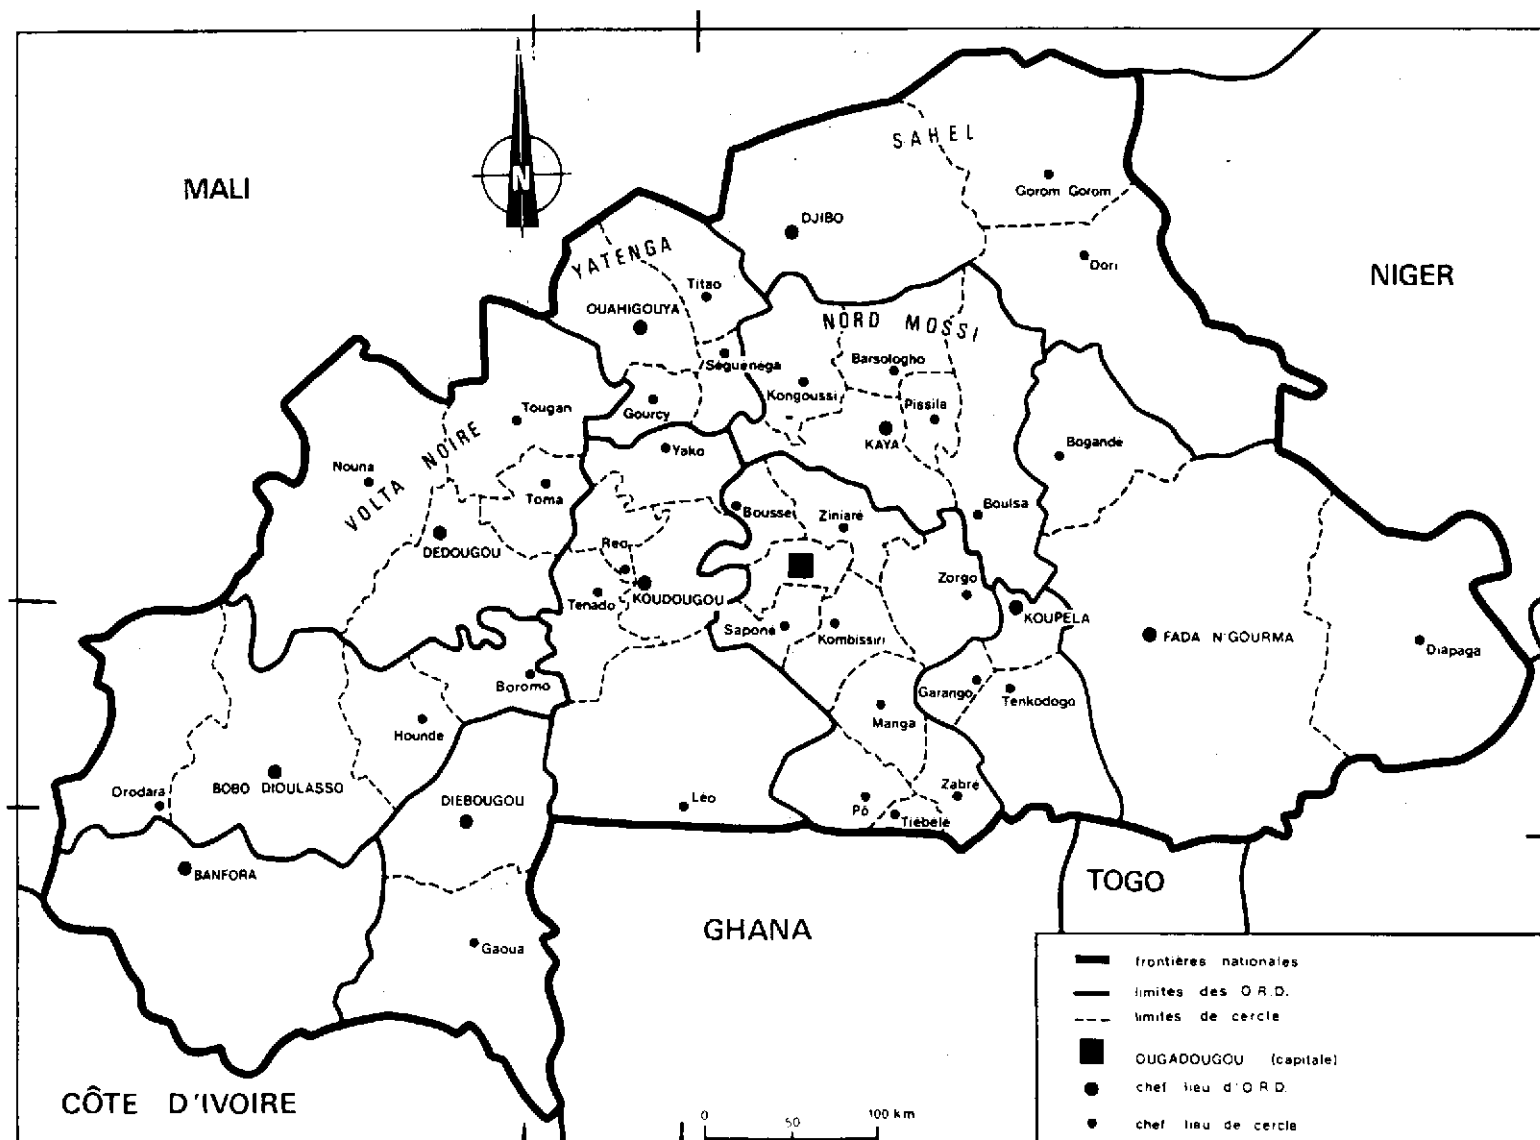 SAHEL
MALI
N
Gorom Gorom
DJIBO
YATENGA
Dori
NIGER
Titao
OUAHIGOUYA
NORD MOSSI
Séguénéga
Barsologho
Kongoussi
Gourcy
Tougan
Pissila
KAYA
VOLTA NOIRE
Yako
Bogande
Nouna
Toma
Bousse
Ziniaré
Boulsa
DEDOUGOU
Reo
Zorgo
Tenado
KOUDOUGOU
KOUPELA
Saponé
Kombissiri
FADA N'GOURMA
Diapaga
Boromo
Garango
Tenkodogo
Hounde
Manga
BOBO DIOULASSO
Orodara
Léo
Pô
Zabré
DIEBOUGOU
Tiébélé
BANFORA
TOGO
GHANA
Gaoua
CÔTE D'IVOIRE
frontières nationales
limites des O.R.D.
limites de cercle
OUGADOUGOU (capitale)
chef lieu d'O.R.D.
chef lieu de cercle
0 50 100 km